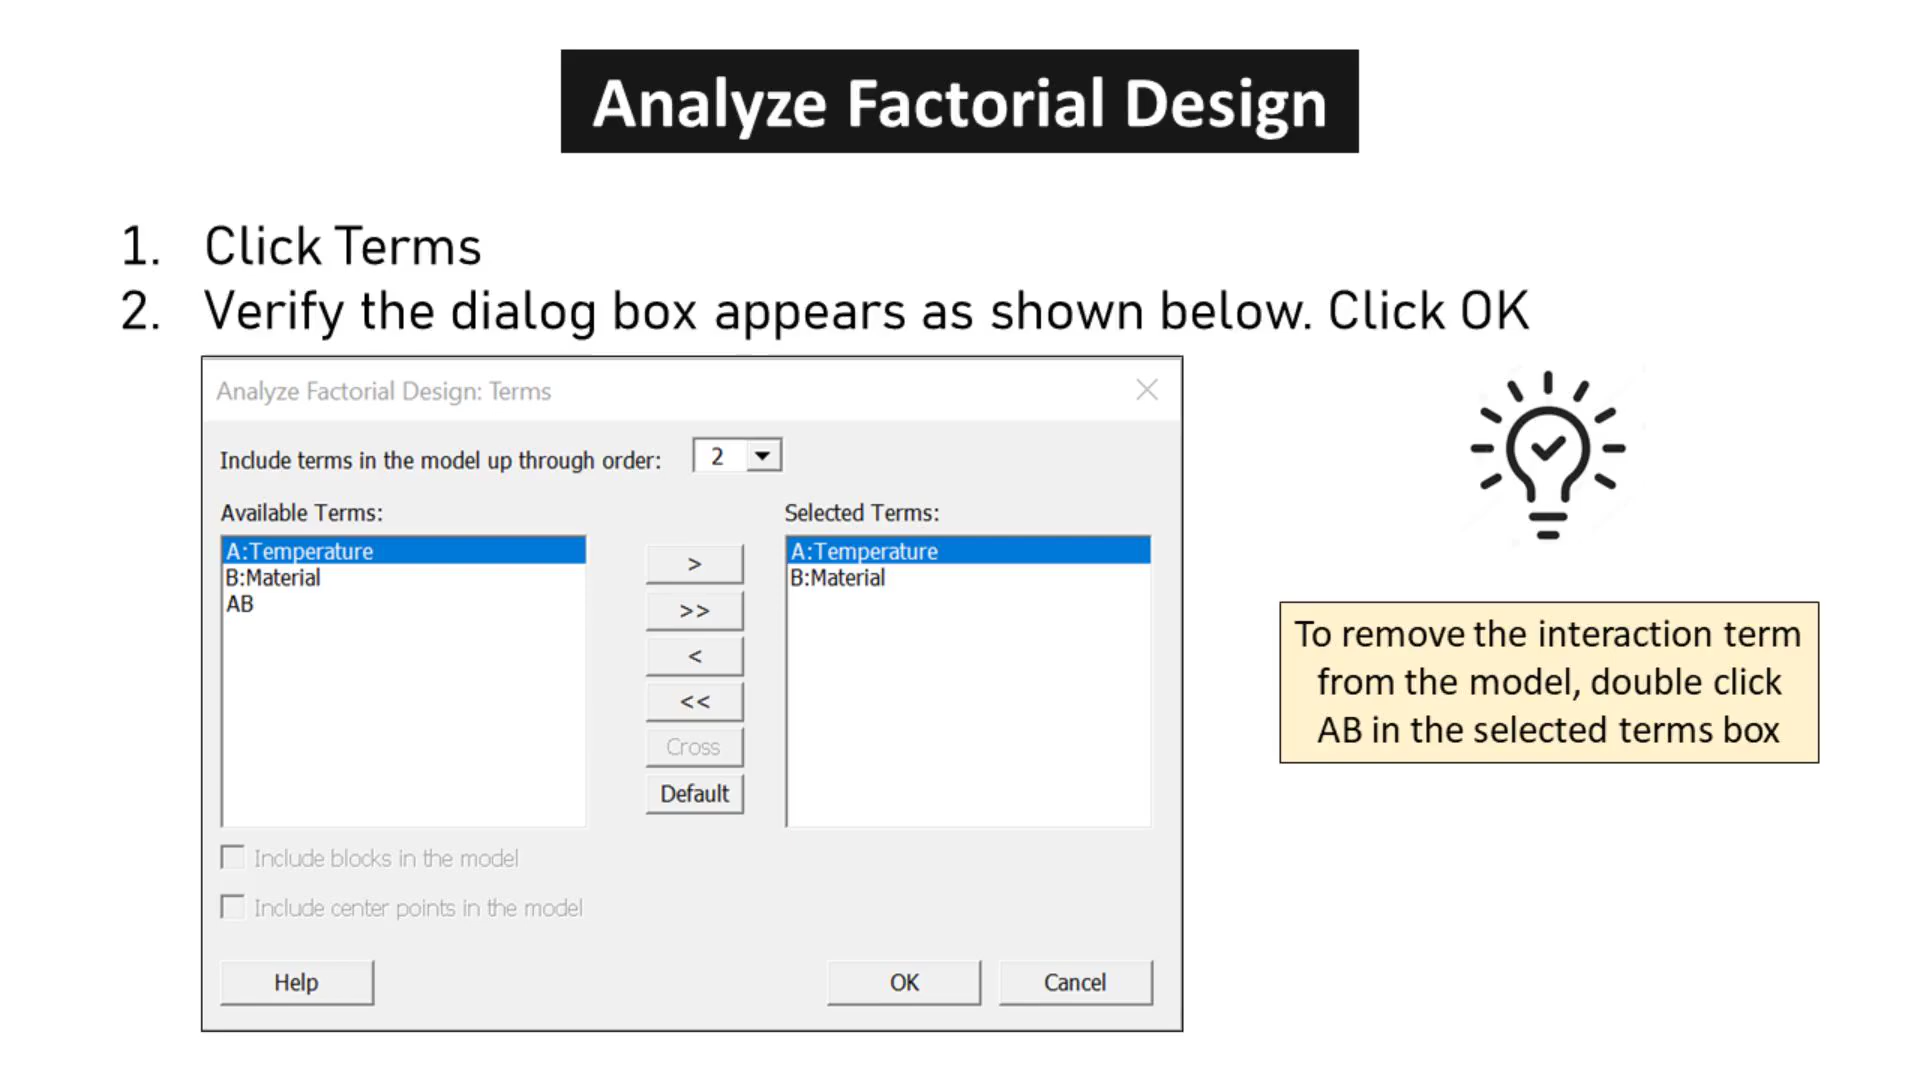 Analyze Factorial Design
1. Click Terms
2. Verify the dialog box appears as shown below. Click OK
Analyze Factorial Design: Terms
Include terms in the model up through order: 2
Available Terms:
A:Temperature
B:Material
AB
>
>>
<
<<
Cross
Default
Selected Terms:
A:Temperature
B:Material
Include blocks in the model
Include center points in the model
Help
OK
Cancel
To remove the interaction term
from the model, double click
AB in the selected terms box